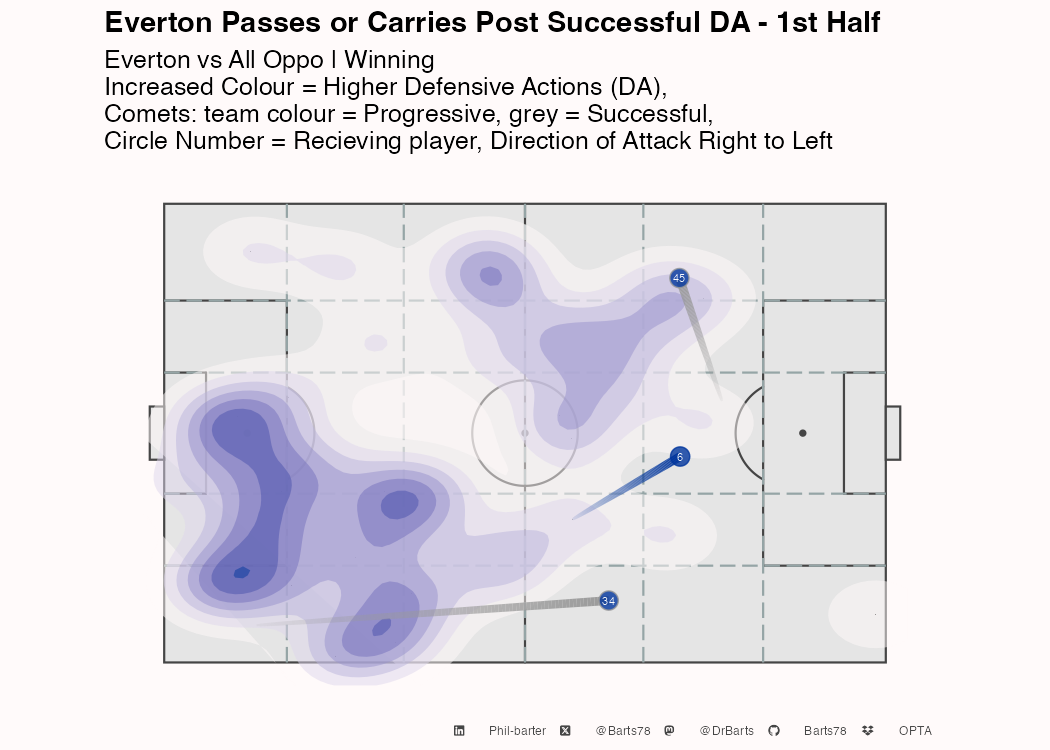 Everton Passes or Carries Post Successful DA - 1st Half
Everton vs All Oppo | Winning
Increased Colour = Higher Defensive Actions (DA),
Comets: team colour = Progressive, grey = Successful,
Circle Number = Recieving player, Direction of Attack Right to Left
45
6
34
Phil-barter @Barts78 @DrBarts Barts78 OPTA